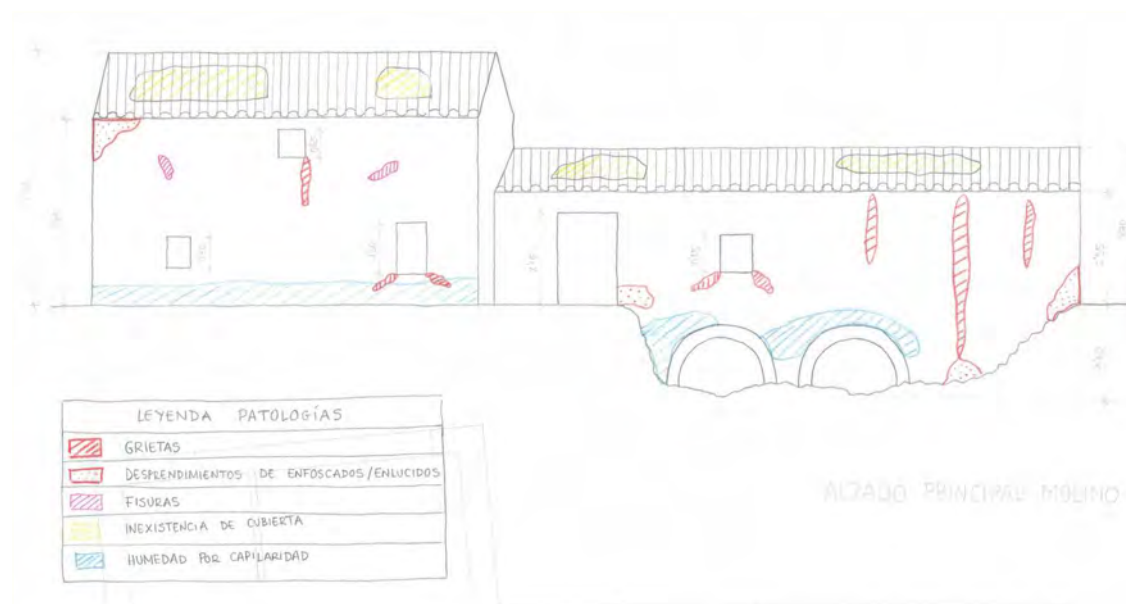 LEYENDA PATOLOGÍAS
GRIETAS
DESPRENDIMIENTOS DE ENFOSCADOS/ENLUCIDOS
FISURAS
INEXISTENCIA DE CUBIERTA
HUMEDAD POR CAPILARIDAD
ALZADO PRINCIPAL MOLINO